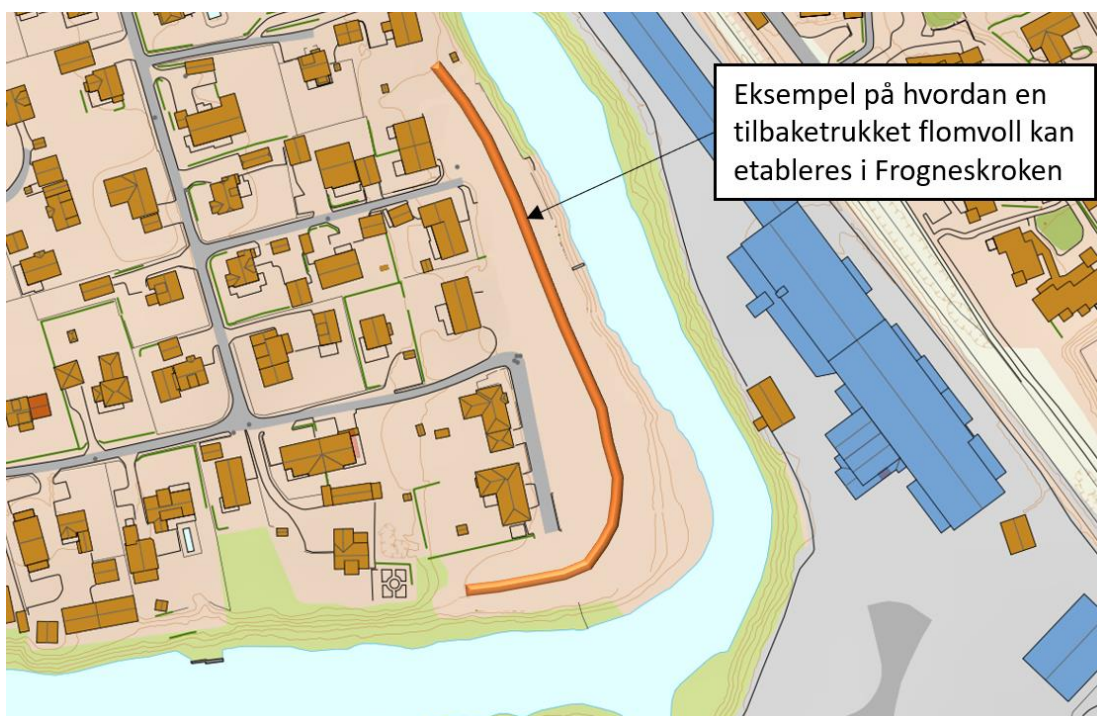 Eksempel på hvordan en
tilbaketrukket flomvoll kan
etableres i Frogneskroken